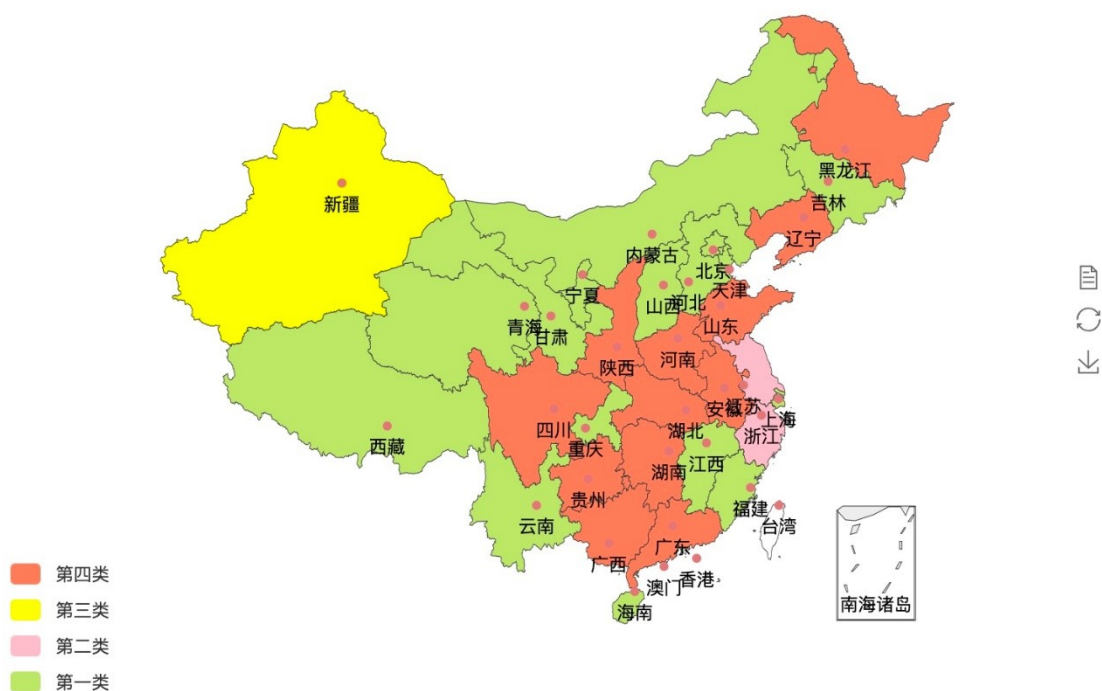 黑龙江
新疆
吉林
辽宁
内蒙古
北京
宁夏
天津
山西
河北
青海
甘肃
山东
河南
陕西
安徽
江苏
上海
四川
湖北
浙江
西藏
重庆
江西
湖南
贵州
福建
云南
台湾
广东
广西
香港
澳门
海南
南海诸岛
第四类
第三类
第二类
第一类